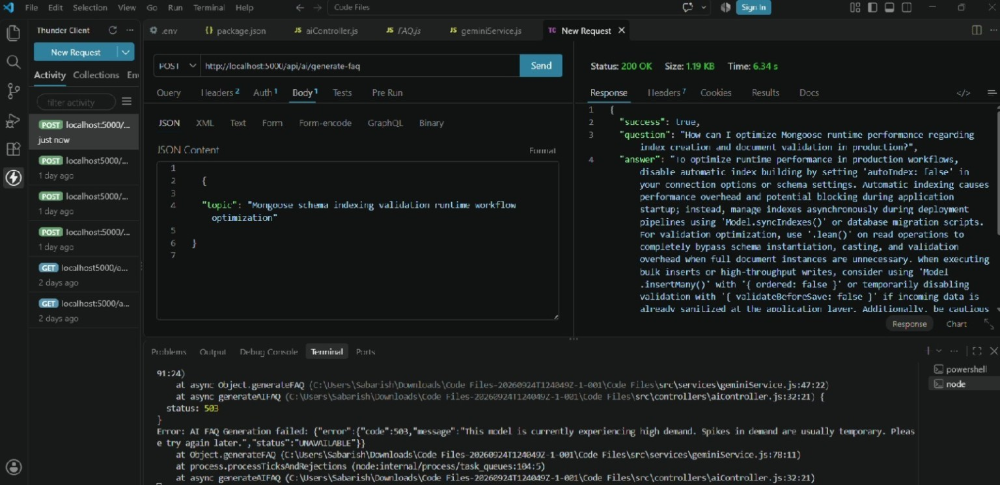 File Edit Selection View Go Run Terminal Help
Code Files
Sign In
Thunder Client
.env
package.json
JS aiController.js
JS FAQ.js
JS geminiService.js
TC New Request
New Request
POST
http://localhost:5000/api/ai/generate-faq
Send
Status: 200 OK Size: 1.19 KB Time: 6.34 s
Activity Collections En
Query Headers 2 Auth 1 Body 1 Tests Pre Run
Response Headers 7 Cookies Results Docs
filter activity
POST localhost:5000/...
just now
POST localhost5000/...
1 day ago
POST localhost5000/...
1 day ago
POST localhost:5000/...
1 day ago
GET localhost5000/a...
2 days ago
GET localhost:5000/a...
2 days ago
JSON XML Text Form Form-encode GraphQL Binary
JSON Content
Format
1
2 {
3
4 "topic": "Mongoose schema indexing validation runtime workflow
optimization"
5
6 }
7
1 {
2 "success": true,
3 "question": "How can I optimize Mongoose runtime performance regarding
index creation and document validation in production?",
4 "answer": "To optimize runtime performance in production workflows,
disable automatic index building by setting 'autoIndex: false' in
your connection options or schema settings. Automatic indexing causes
performance overhead and potential blocking during application
startup; instead, manage indexes asynchronously during deployment
pipelines using 'Model.syncIndexes()' or database migration scripts.
For validation optimization, use '.lean()' on read operations to
completely bypass schema instantiation, casting, and validation
overhead when full document instances are unnecessary. When executing
bulk inserts or high-throughput writes, consider using 'Model
.insertMany()' with '{ ordered: false }' or temporarily disabling
validation with '{ validateBeforeSave: false }' if incoming data is
already sanitized at the application layer. Additionally, be cautious
Response Chart
Problems Output Debug Console Terminal Ports
powershell
node
91:24)
at async Object.generateFAQ (C:\Users\Sabarish\Downloads\Code Files-20260924T124049Z-1-001\Code Files\src\services\geminiService.js:47:22)
at async generateAIFAQ (C:\Users\Sabarish\Downloads\Code Files-20260924T124049Z-1-001\Code Files\src\controllers\aiController.js:32:21) {
status: 503
}
Error: AI FAQ Generation failed: {"error":{"code":503,"message":"This model is currently experiencing high demand. Spikes in demand are usually temporary. Pleas
e try again later.","status":"UNAVAILABLE"}}
at Object.generateFAQ (C:\Users\Sabarish\Downloads\Code Files-20260924T124049Z-1-001\Code Files\src\services\geminiService.js:78:11)
at process.processTicksAndRejections (node:internal/process/task_queues:104:5)
at async generateAIFAQ (C:\Users\Sabarish\Downloads\Code Files-20260924T124049Z-1-001\Code Files\src\controllers\aiController.js:32:21)